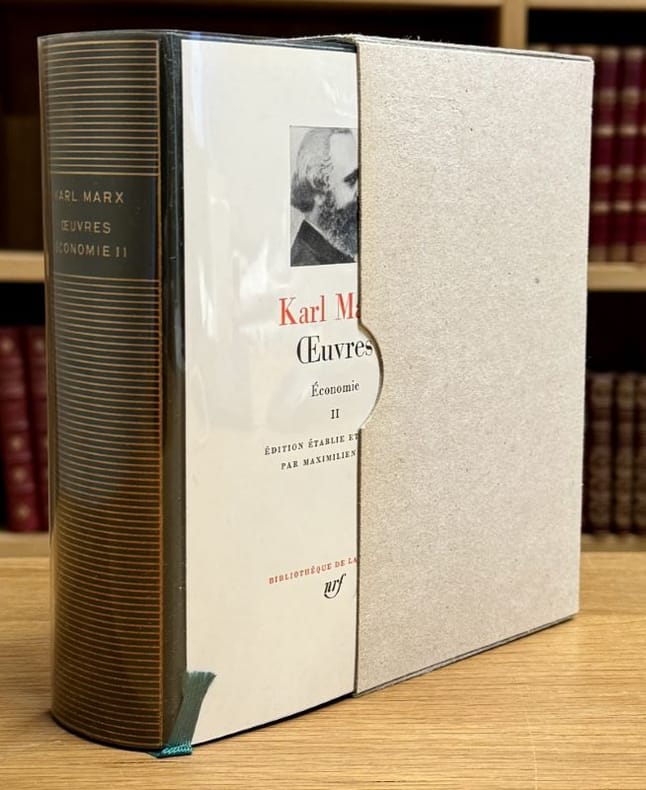 KARL MARX
ŒUVRES
ÉCONOMIE II
Karl Ma
Œuvres
Économie
II
ÉDITION ÉTABLIE ET
PAR MAXIMILIEN
BIBLIOTHÈQUE DE LA
nrf